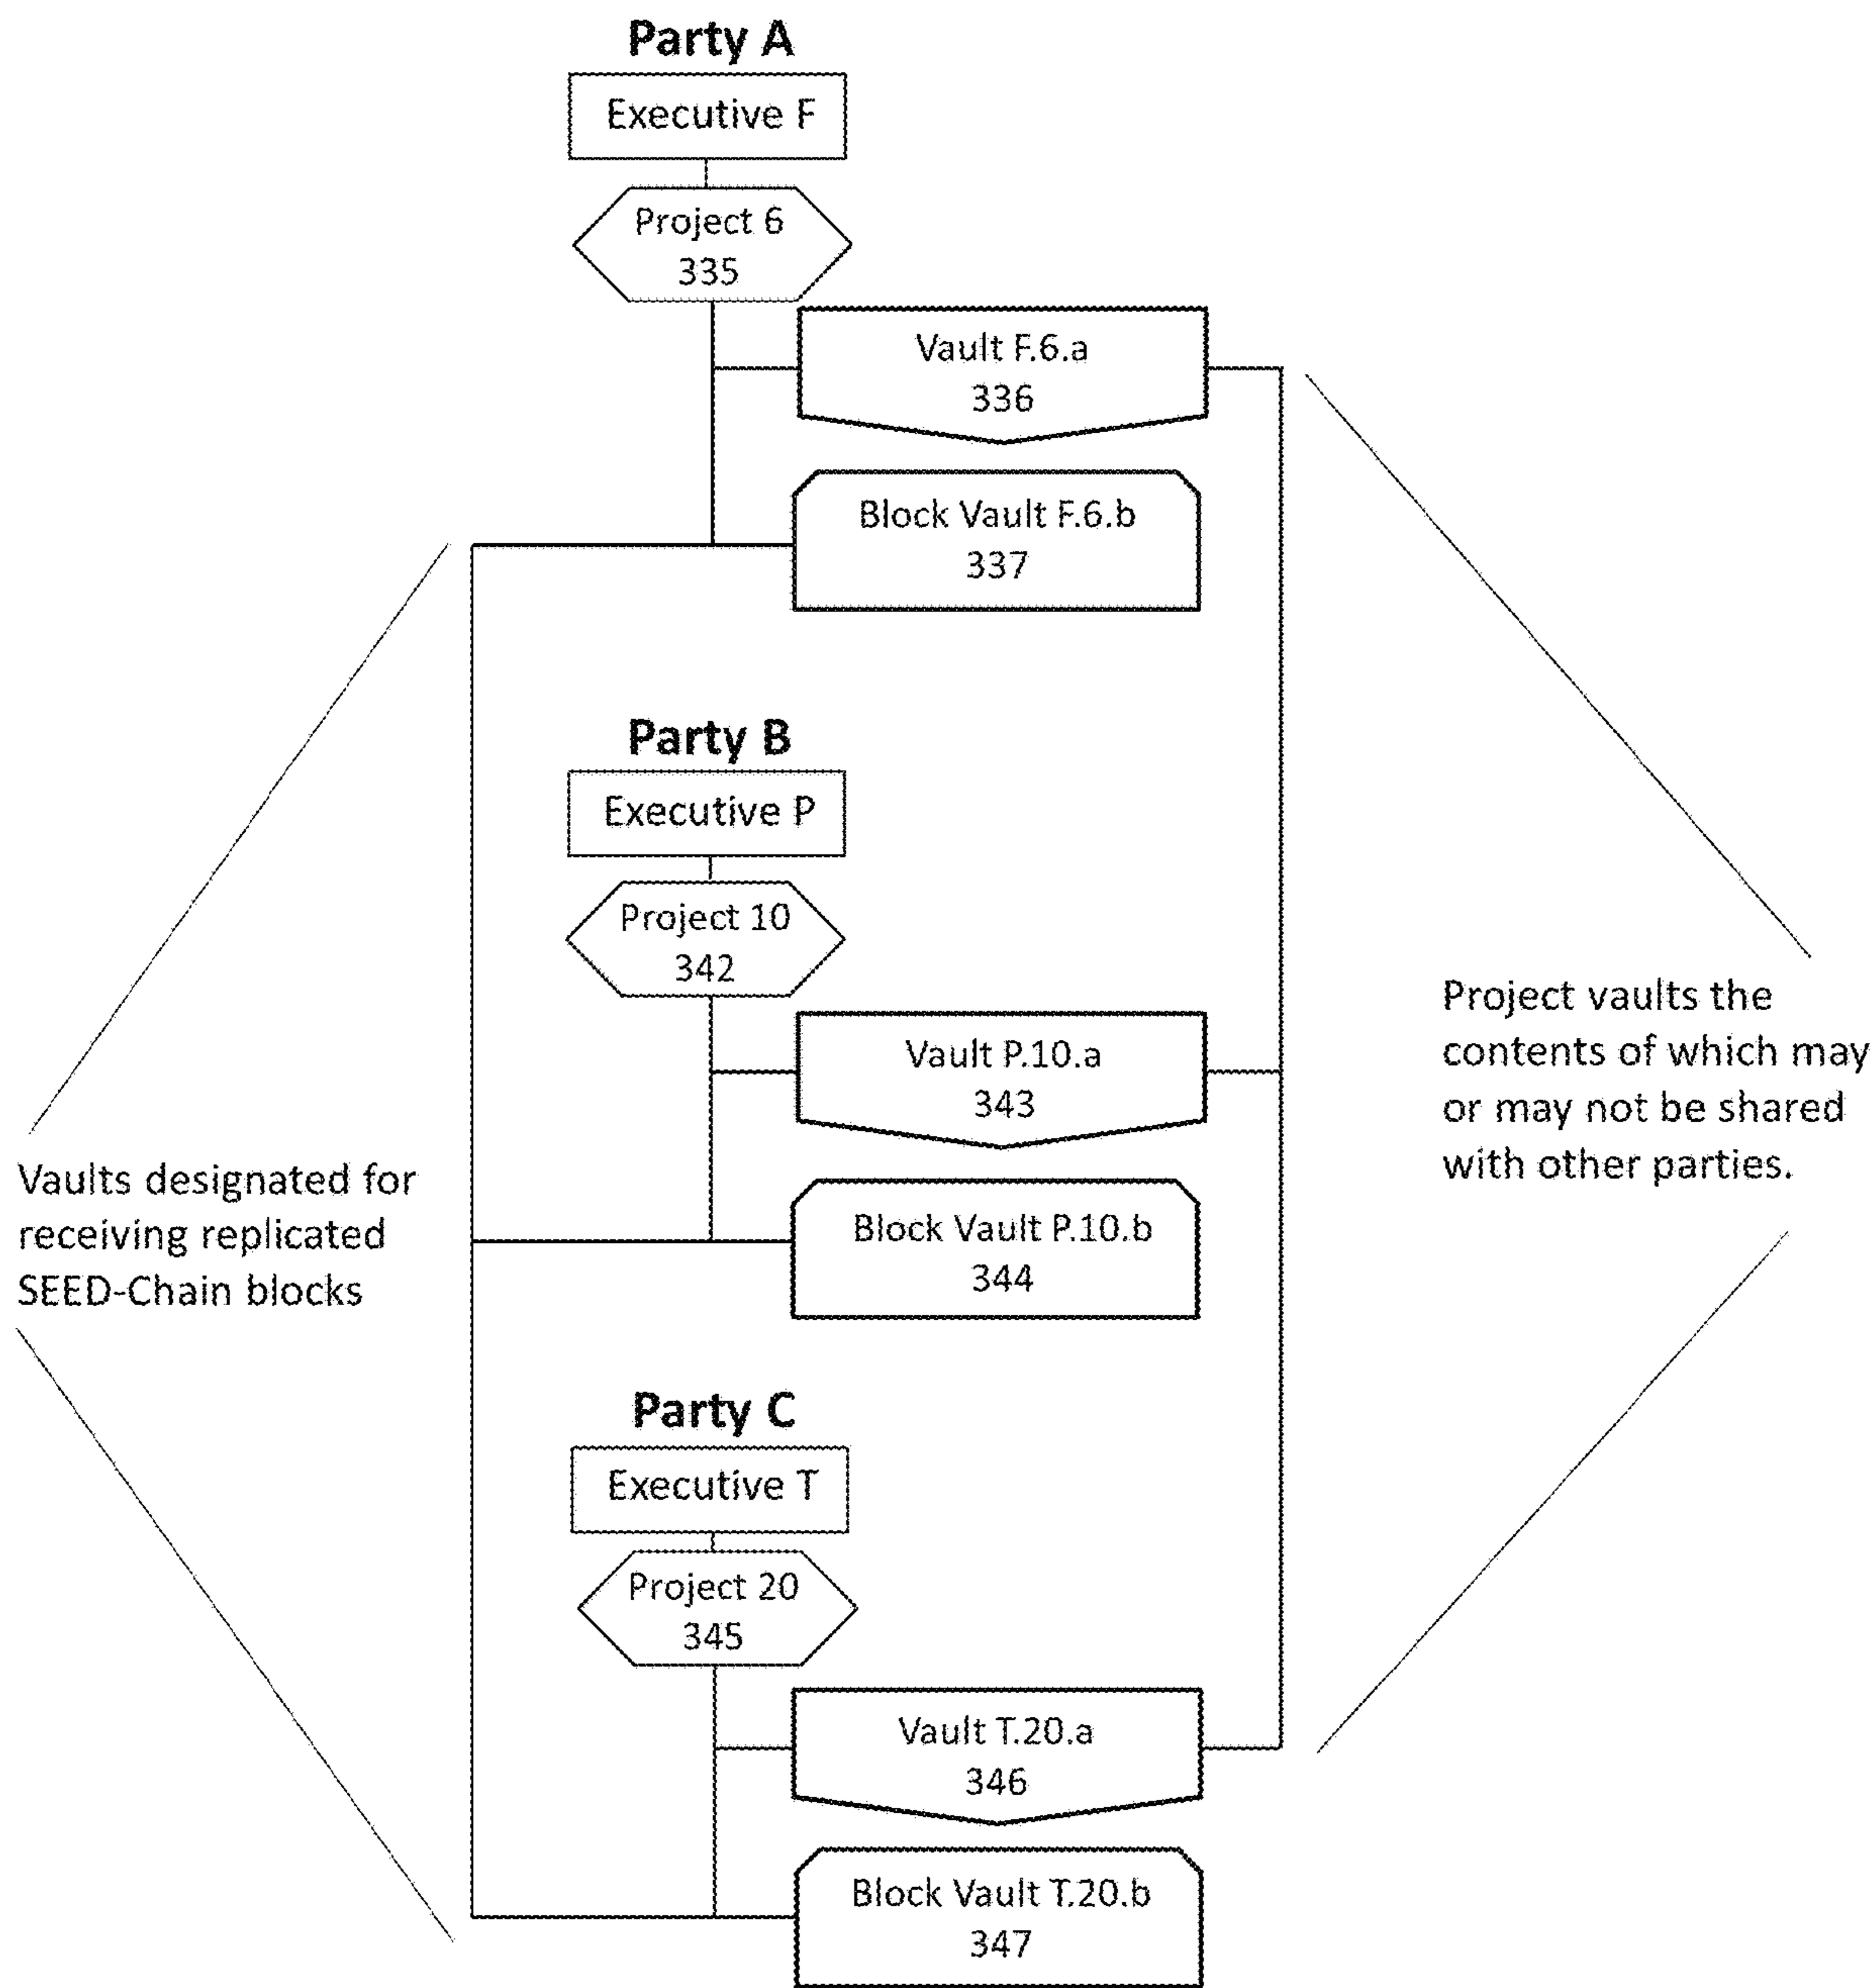 Party A
Executive F
Project 6
335
Vault F.6.a
336
Block Vault F.6.b
337
Party B
Executive P
Project 10
342
Vault P.10.a
343
Block Vault P.10.b
344
Party C
Executive T
Project 20
345
Vault T.20.a
346
Block Vault T.20.b
347
Vaults designated for
receiving replicated
SEED-Chain blocks
Project vaults the
contents of which may
or may not be shared
with other parties.